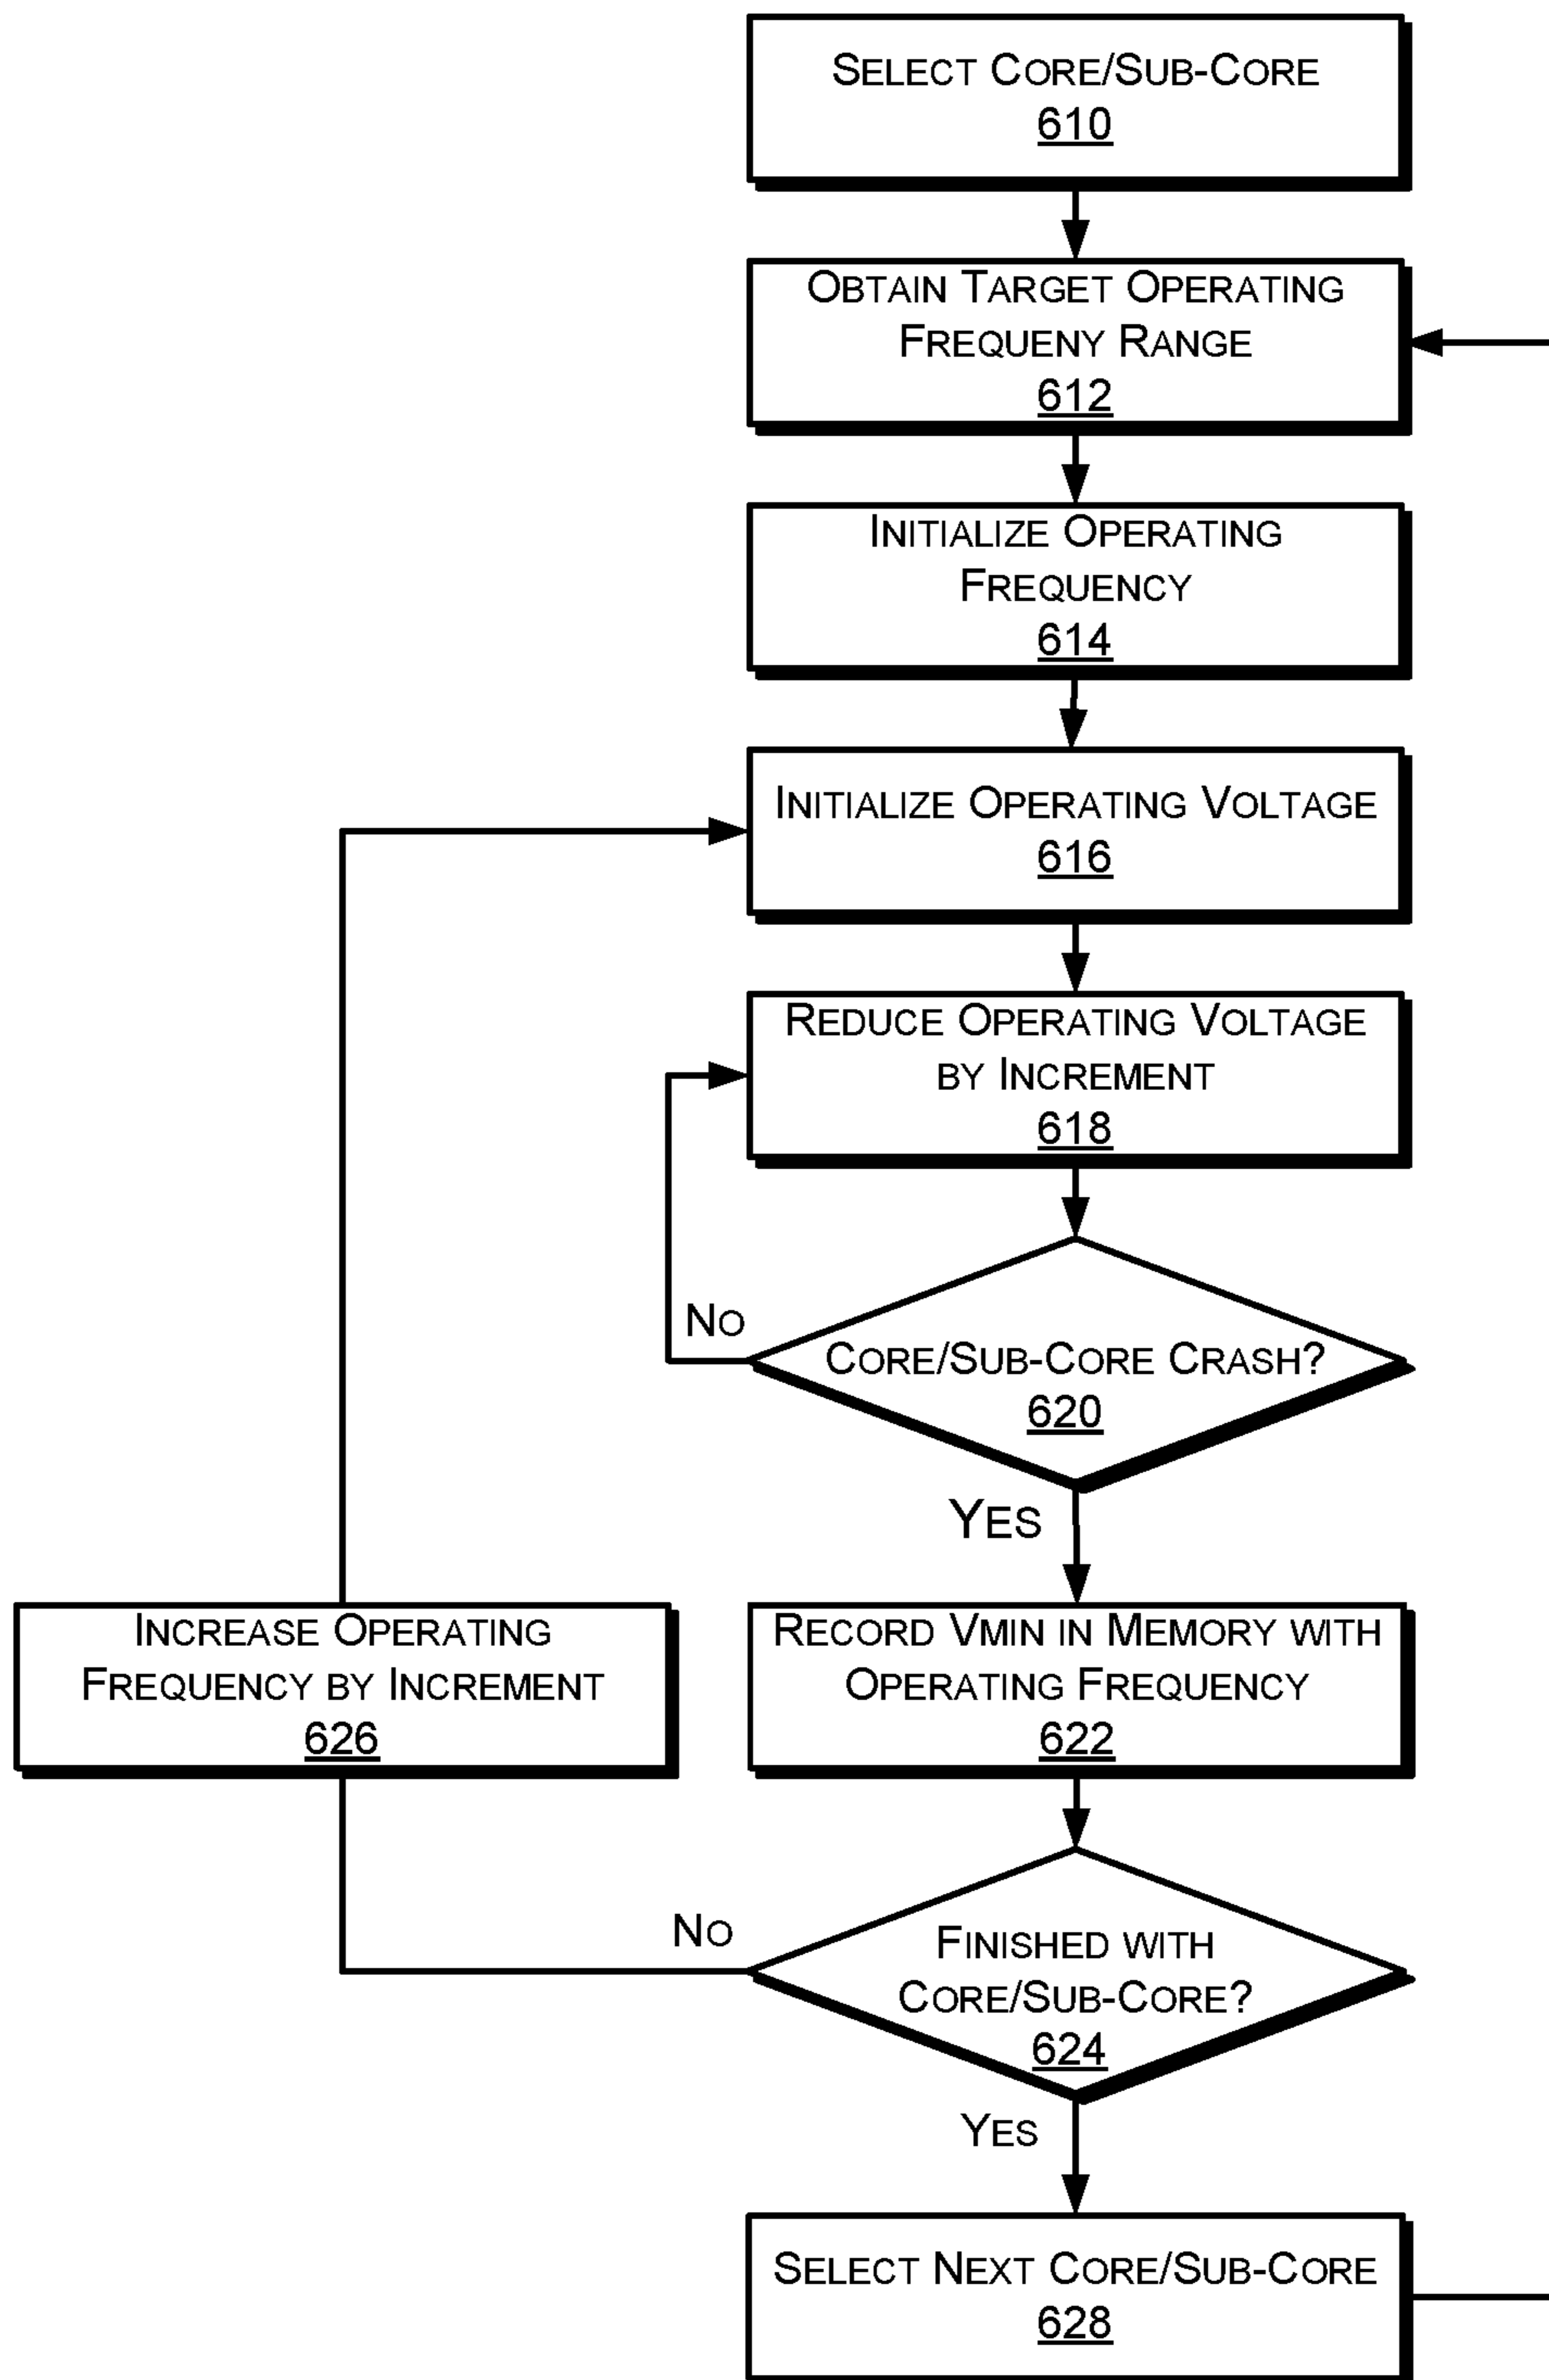 SELECT CORE/SUB-CORE
610
OBTAIN TARGET OPERATING
FREQUENY RANGE
612
INITIALIZE OPERATING
FREQUENCY
614
INITIALIZE OPERATING VOLTAGE
616
REDUCE OPERATING VOLTAGE
BY INCREMENT
618
NO
CORE/SUB-CORE CRASH?
620
YES
INCREASE OPERATING
FREQUENCY BY INCREMENT
626
RECORD VMIN IN MEMORY WITH
OPERATING FREQUENCY
622
NO
FINISHED WITH
CORE/SUB-CORE?
624
YES
SELECT NEXT CORE/SUB-CORE
628